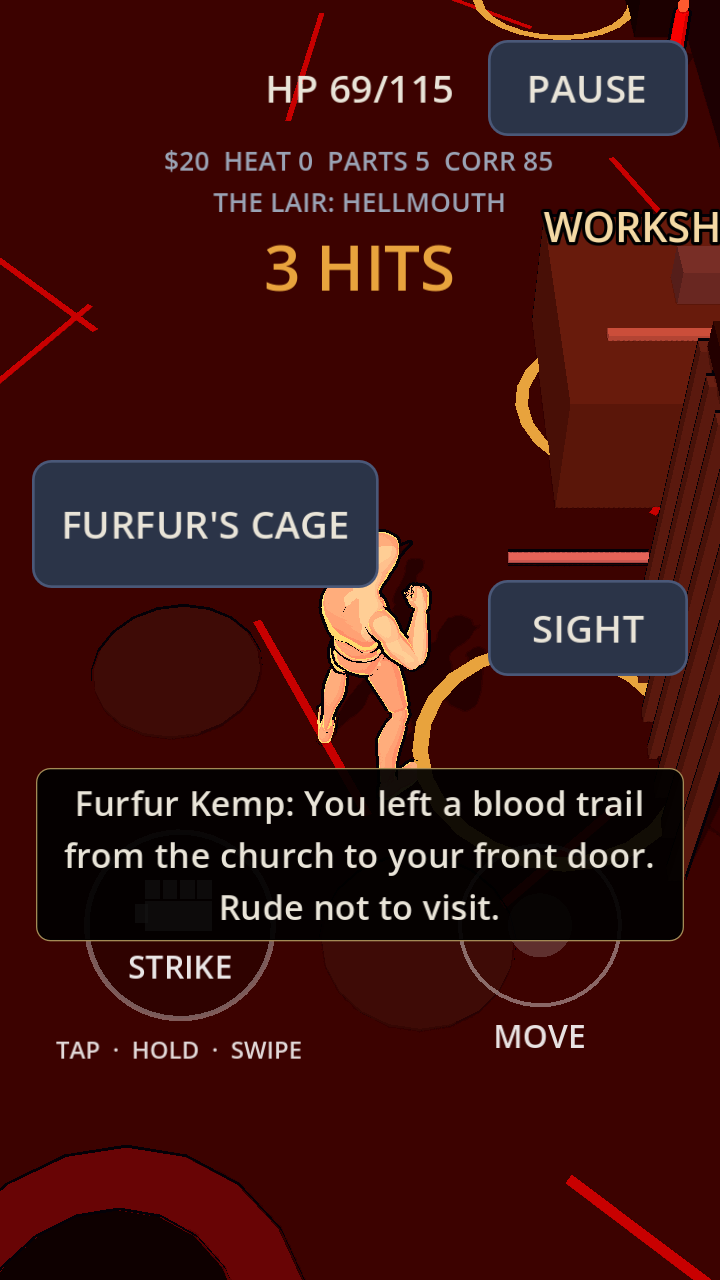 HP 69/115
PAUSE
$20 HEAT 0 PARTS 5 CORR 85
THE LAIR: HELLMOUTH
WORKSH
3 HITS
FURFUR'S CAGE
SIGHT
Furfur Kemp: You left a blood trail
from the church to your front door.
Rude not to visit.
STRIKE
MOVE
TAP · HOLD · SWIPE